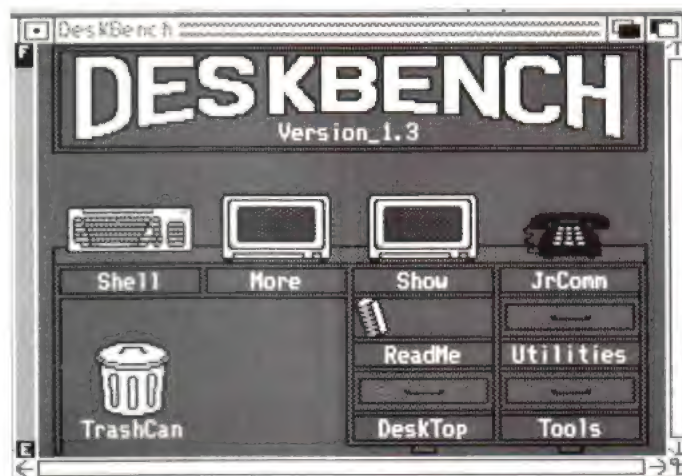 DesKBench
F
DESKBENCH
Version_1.3
Shell More Show JrComm
ReadMe Utilities
TrashCan DeskTop Tools
E